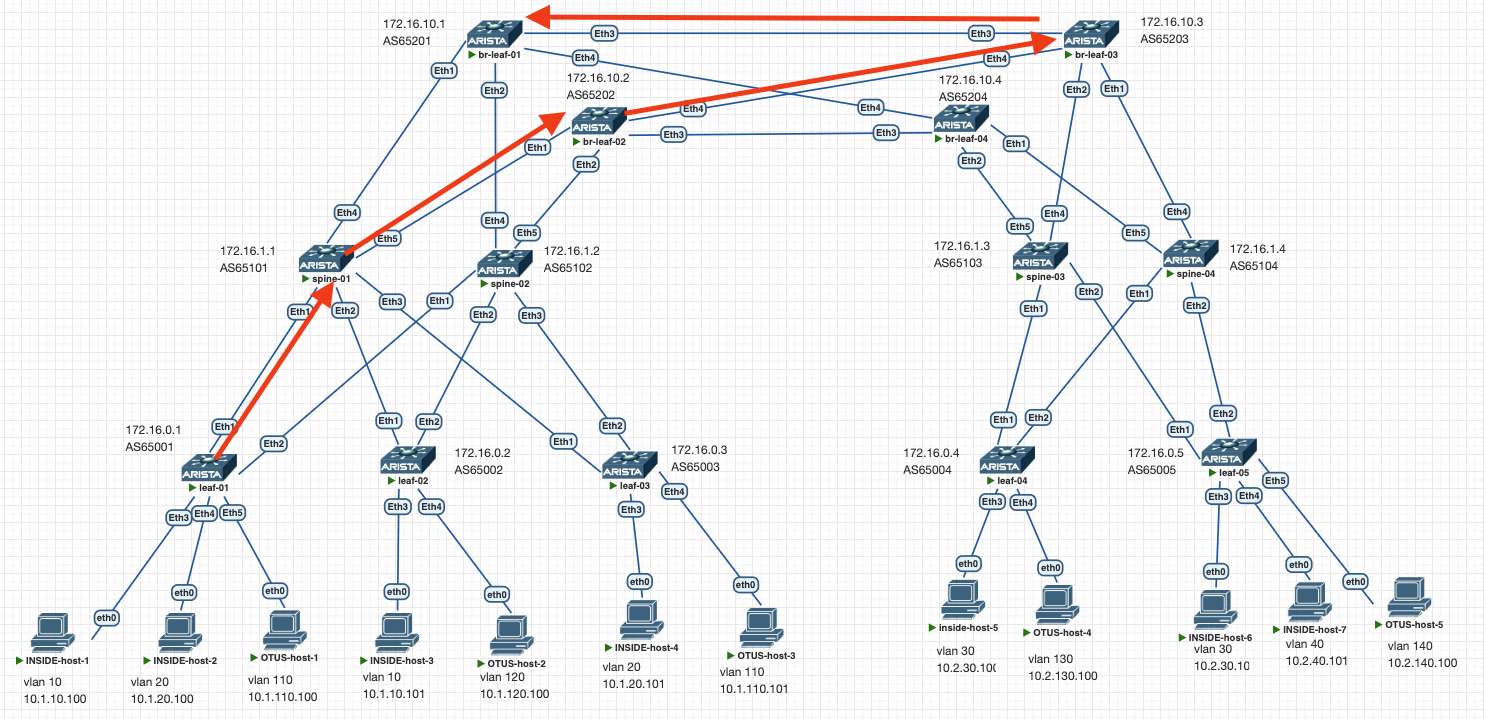 172.16.10.1
AS65201
ARISTA
br-leaf-01
Eth3
Eth3
ARISTA
br-leaf-03
172.16.10.3
AS65203
Eth1
Eth4
Eth2
172.16.10.2
AS65202
ARISTA
br-leaf-02
Eth4
Eth3
Eth1
Eth2
Eth4
Eth4
Eth3
172.16.10.4
AS65204
ARISTA
br-leaf-04
Eth2
Eth1
Eth2
Eth1
Eth4
Eth5
Eth4
Eth5
172.16.1.1
AS65101
ARISTA
spine-01
172.16.1.2
AS65102
ARISTA
spine-02
Eth5
Eth4
Eth5
Eth4
172.16.1.3
AS65103
ARISTA
spine-03
172.16.1.4
AS65104
ARISTA
spine-04
Eth1
Eth2
Eth3
Eth1
Eth2
Eth3
Eth1
Eth2
Eth1
Eth2
Eth1
Eth2
Eth1
Eth2
Eth1
Eth2
Eth1
Eth2
Eth1
Eth2
172.16.0.1
AS65001
ARISTA
leaf-01
172.16.0.2
AS65002
ARISTA
leaf-02
172.16.0.3
AS65003
ARISTA
leaf-03
172.16.0.4
AS65004
ARISTA
leaf-04
172.16.0.5
AS65005
ARISTA
leaf-05
Eth3
Eth4
Eth5
Eth3
Eth4
Eth3
Eth4
Eth3
Eth4
Eth3
Eth4
Eth5
eth0
eth0
eth0
eth0
eth0
eth0
eth0
eth0
eth0
eth0
eth0
eth0
INSIDE-host-1
vlan 10
10.1.10.100
INSIDE-host-2
vlan 20
10.1.20.100
OTUS-host-1
vlan 110
10.1.110.100
INSIDE-host-3
vlan 10
10.1.10.101
OTUS-host-2
vlan 120
10.1.120.100
INSIDE-host-4
vlan 20
10.1.20.101
OTUS-host-3
vlan 110
10.1.110.101
inside-host-5
vlan 30
10.2.30.100
OTUS-host-4
vlan 130
10.2.130.100
INSIDE-host-6
vlan 30
10.2.30.10
INSIDE-host-7
vlan 40
10.2.40.101
OTUS-host-5
vlan 140
10.2.140.100